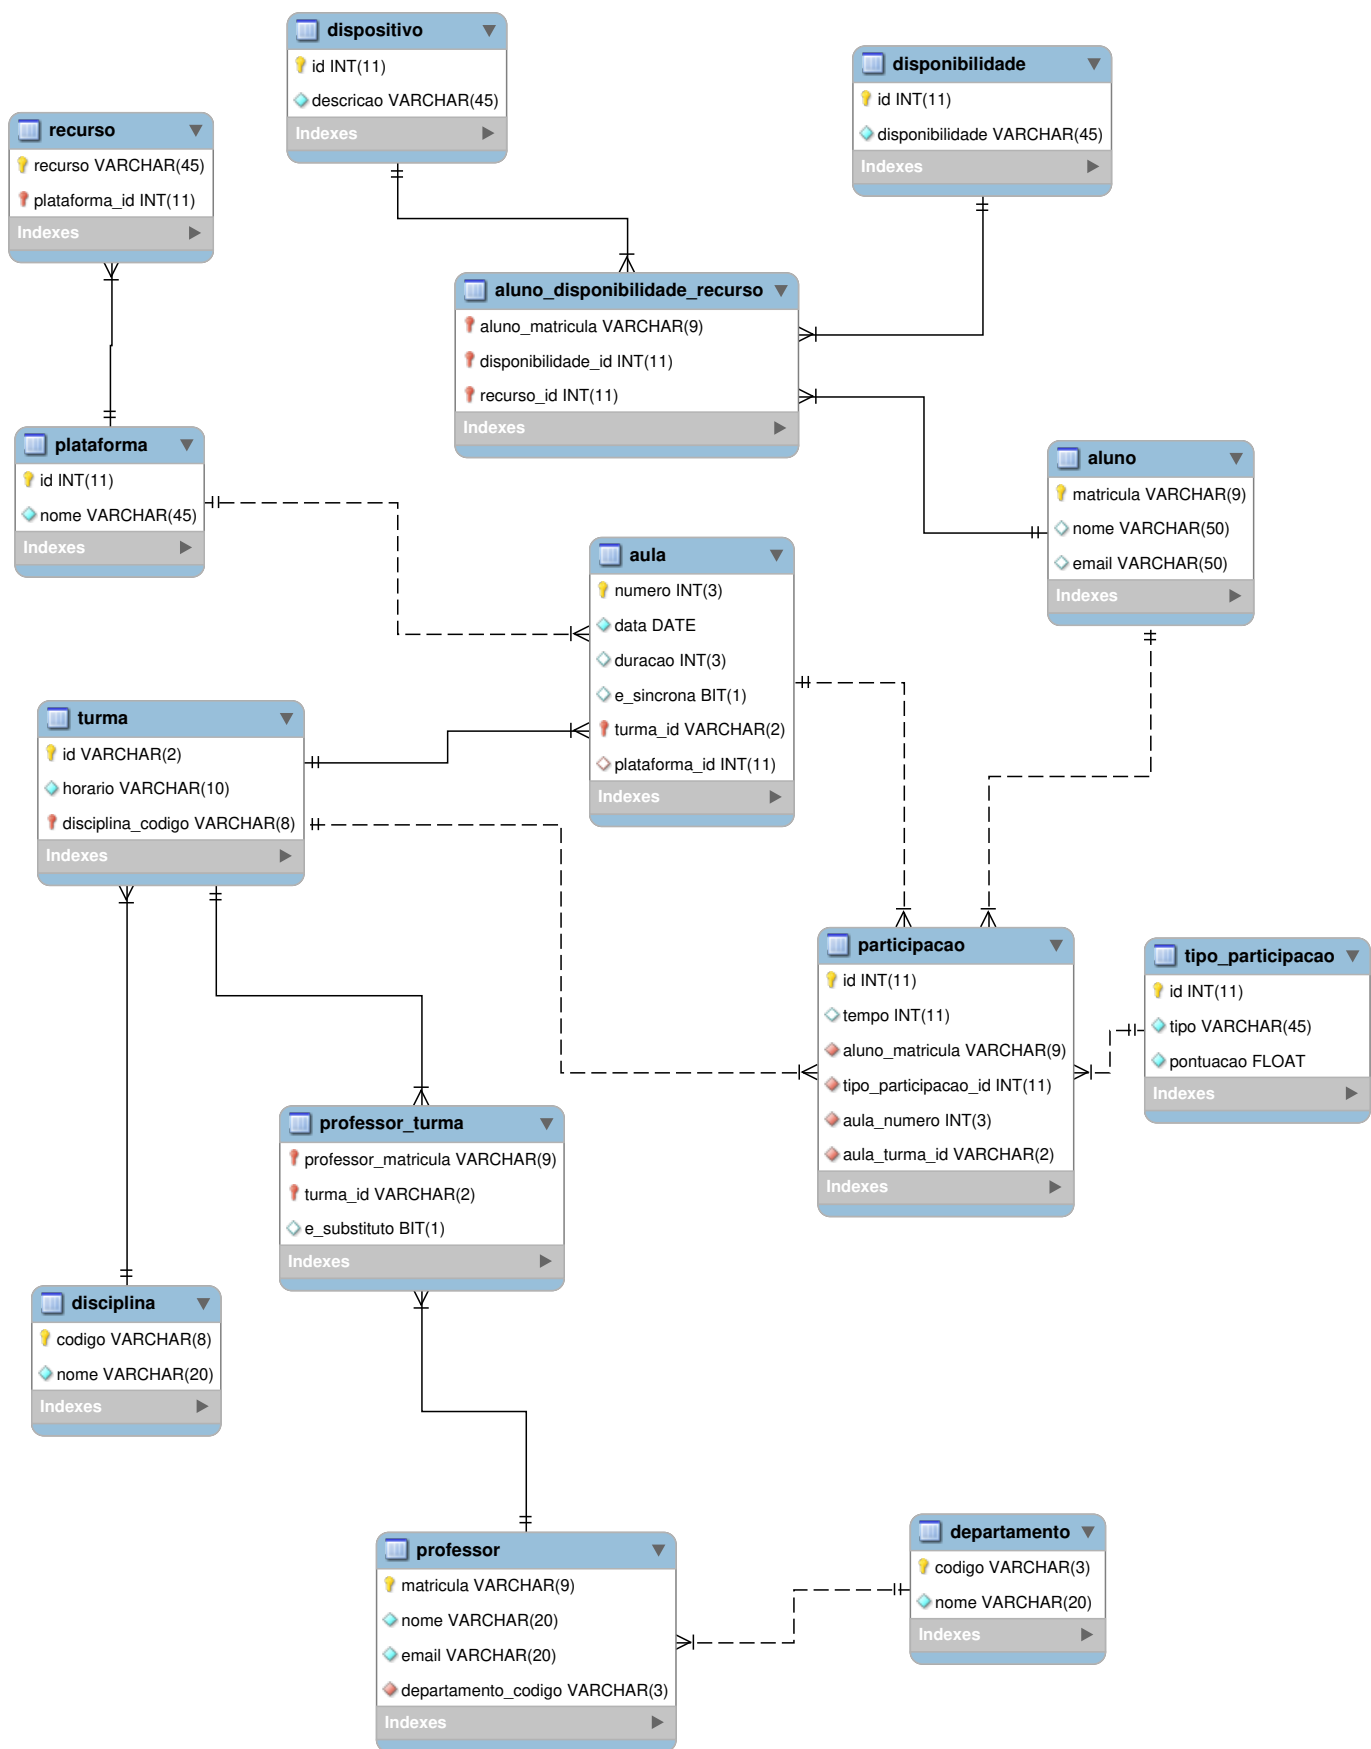 dispositivo
id INT(11)
descricao VARCHAR(45)
Indexes
disponibilidade
id INT(11)
disponibilidade VARCHAR(45)
Indexes
recurso
recurso VARCHAR(45)
plataforma_id INT(11)
Indexes
aluno_disponibilidade_recurso
aluno_matricula VARCHAR(9)
disponibilidade_id INT(11)
recurso_id INT(11)
Indexes
plataforma
id INT(11)
nome VARCHAR(45)
Indexes
aluno
matricula VARCHAR(9)
nome VARCHAR(50)
email VARCHAR(50)
Indexes
aula
numero INT(3)
data DATE
duracao INT(3)
e_sincrona BIT(1)
turma_id VARCHAR(2)
plataforma_id INT(11)
Indexes
turma
id VARCHAR(2)
horario VARCHAR(10)
disciplina_codigo VARCHAR(8)
Indexes
participacao
id INT(11)
tempo INT(11)
aluno_matricula VARCHAR(9)
tipo_participacao_id INT(11)
aula_numero INT(3)
aula_turma_id VARCHAR(2)
Indexes
tipo_participacao
id INT(11)
tipo VARCHAR(45)
pontuacao FLOAT
Indexes
professor_turma
professor_matricula VARCHAR(9)
turma_id VARCHAR(2)
e_substituto BIT(1)
Indexes
disciplina
codigo VARCHAR(8)
nome VARCHAR(20)
Indexes
professor
matricula VARCHAR(9)
nome VARCHAR(20)
email VARCHAR(20)
departamento_codigo VARCHAR(3)
Indexes
departamento
codigo VARCHAR(3)
nome VARCHAR(20)
Indexes